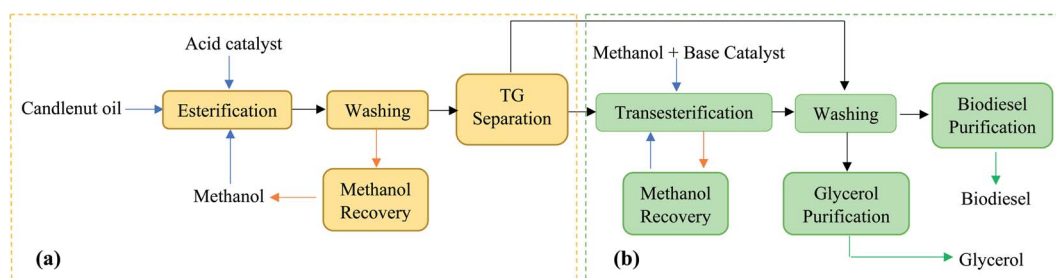 Acid catalyst
Candlenut oil
Esterification
Washing
TG
Separation
Methanol
Methanol
Recovery
(a)
Methanol + Base Catalyst
Transesterification
Washing
Biodiesel
Purification
Methanol
Recovery
Glycerol
Purification
Biodiesel
Glycerol
(b)